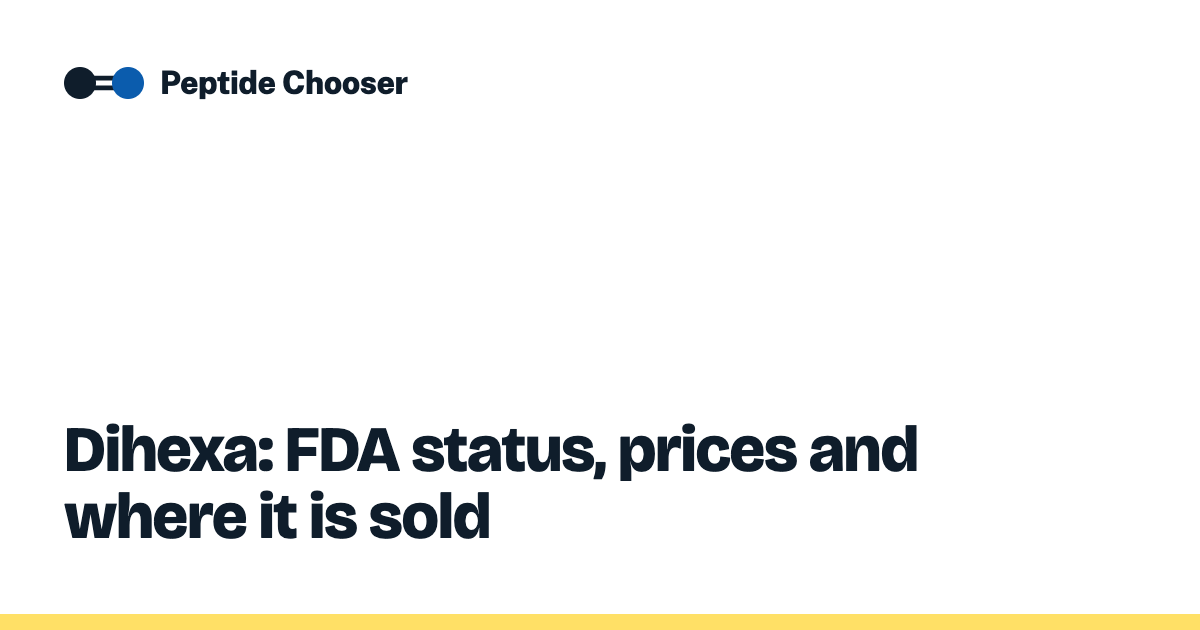 Peptide Chooser
Dihexa: FDA status, prices and
where it is sold